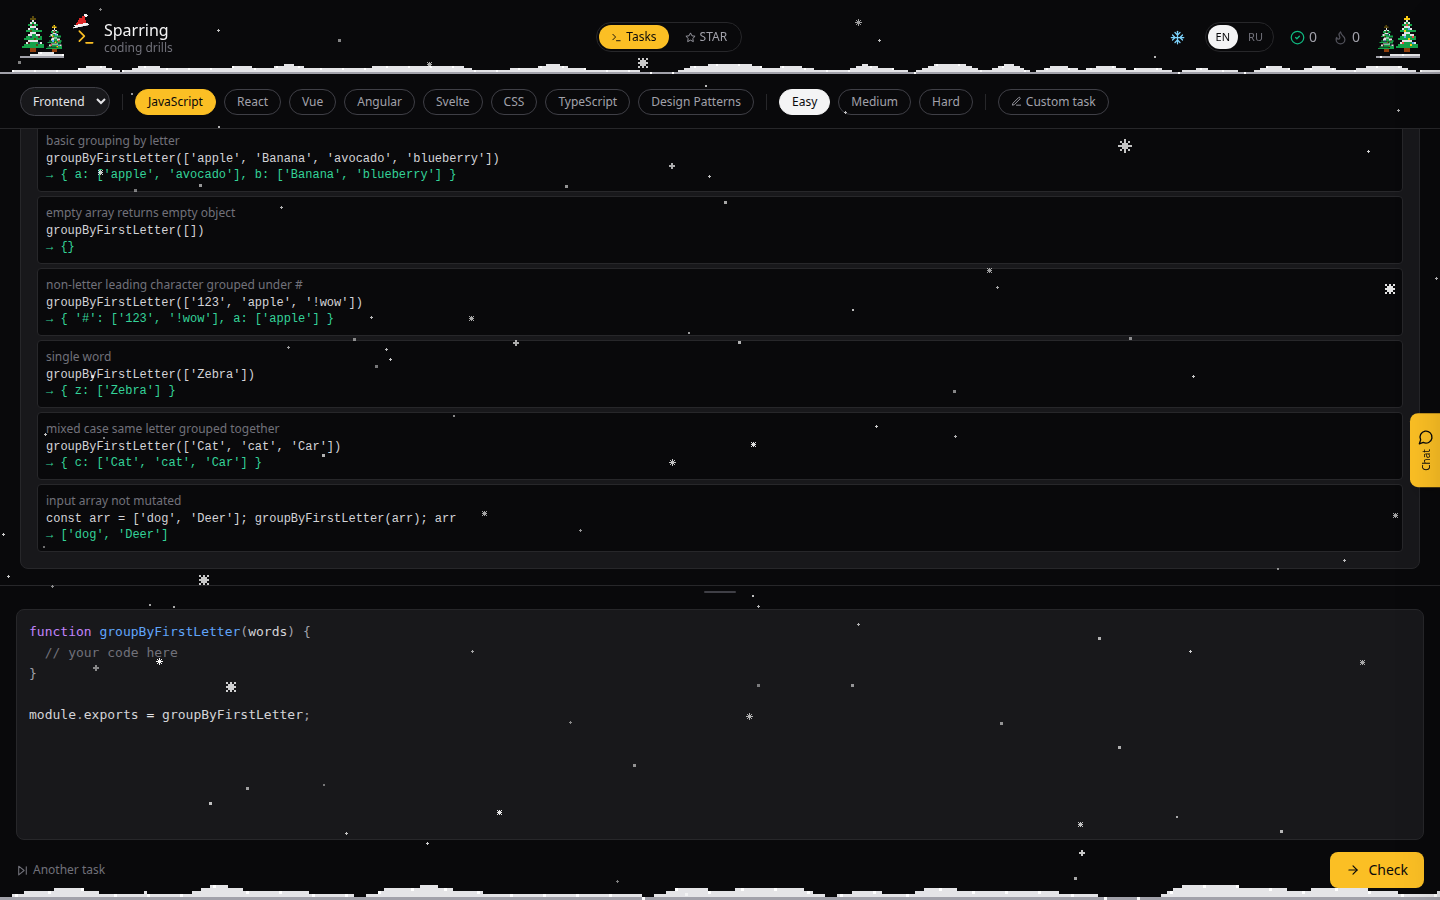 Sparring
coding drills
Tasks
STAR
EN
RU
0
0
Frontend
JavaScript
React
Vue
Angular
Svelte
CSS
TypeScript
Design Patterns
Easy
Medium
Hard
Custom task
basic grouping by letter
groupByFirstLetter(['apple', 'Banana', 'avocado', 'blueberry'])
→ { a: ['apple', 'avocado'], b: ['Banana', 'blueberry'] }
empty array returns empty object
groupByFirstLetter([])
→ {}
non-letter leading character grouped under #
groupByFirstLetter(['123', 'apple', '!wow'])
→ { '#': ['123', '!wow'], a: ['apple'] }
single word
groupByFirstLetter(['Zebra'])
→ { z: ['Zebra'] }
mixed case same letter grouped together
groupByFirstLetter(['Cat', 'cat', 'Car'])
→ { c: ['Cat', 'cat', 'Car'] }
input array not mutated
const arr = ['dog', 'Deer']; groupByFirstLetter(arr); arr
→ ['dog', 'Deer']
Chat
function groupByFirstLetter(words) {
  // your code here
}
module.exports = groupByFirstLetter;
Another task
Check